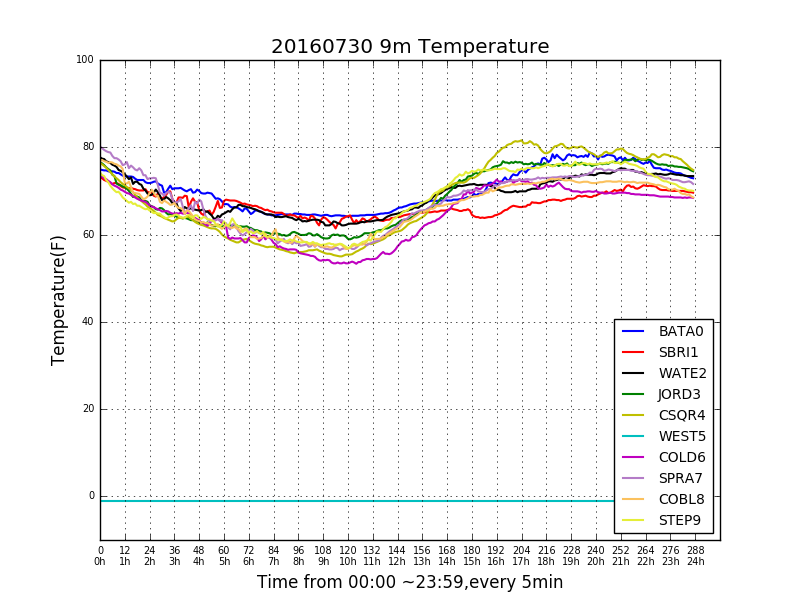 20160730 9m Temperature
100
80
60
40
20
0
Temperature(F)
BATA0
SBRI1
WATE2
JORD3
CSQR4
WEST5
COLD6
SPRA7
COBL8
STEP9
0 12 24 36 48 60 72 84 96 108 120 132 144 156 168 180 192 204 216 228 240 252 264 276 288
0h 1h 2h 3h 4h 5h 6h 7h 8h 9h 10h 11h 12h 13h 14h 15h 16h 17h 18h 19h 20h 21h 22h 23h 24h
Time from 00:00 ~23:59,every 5min